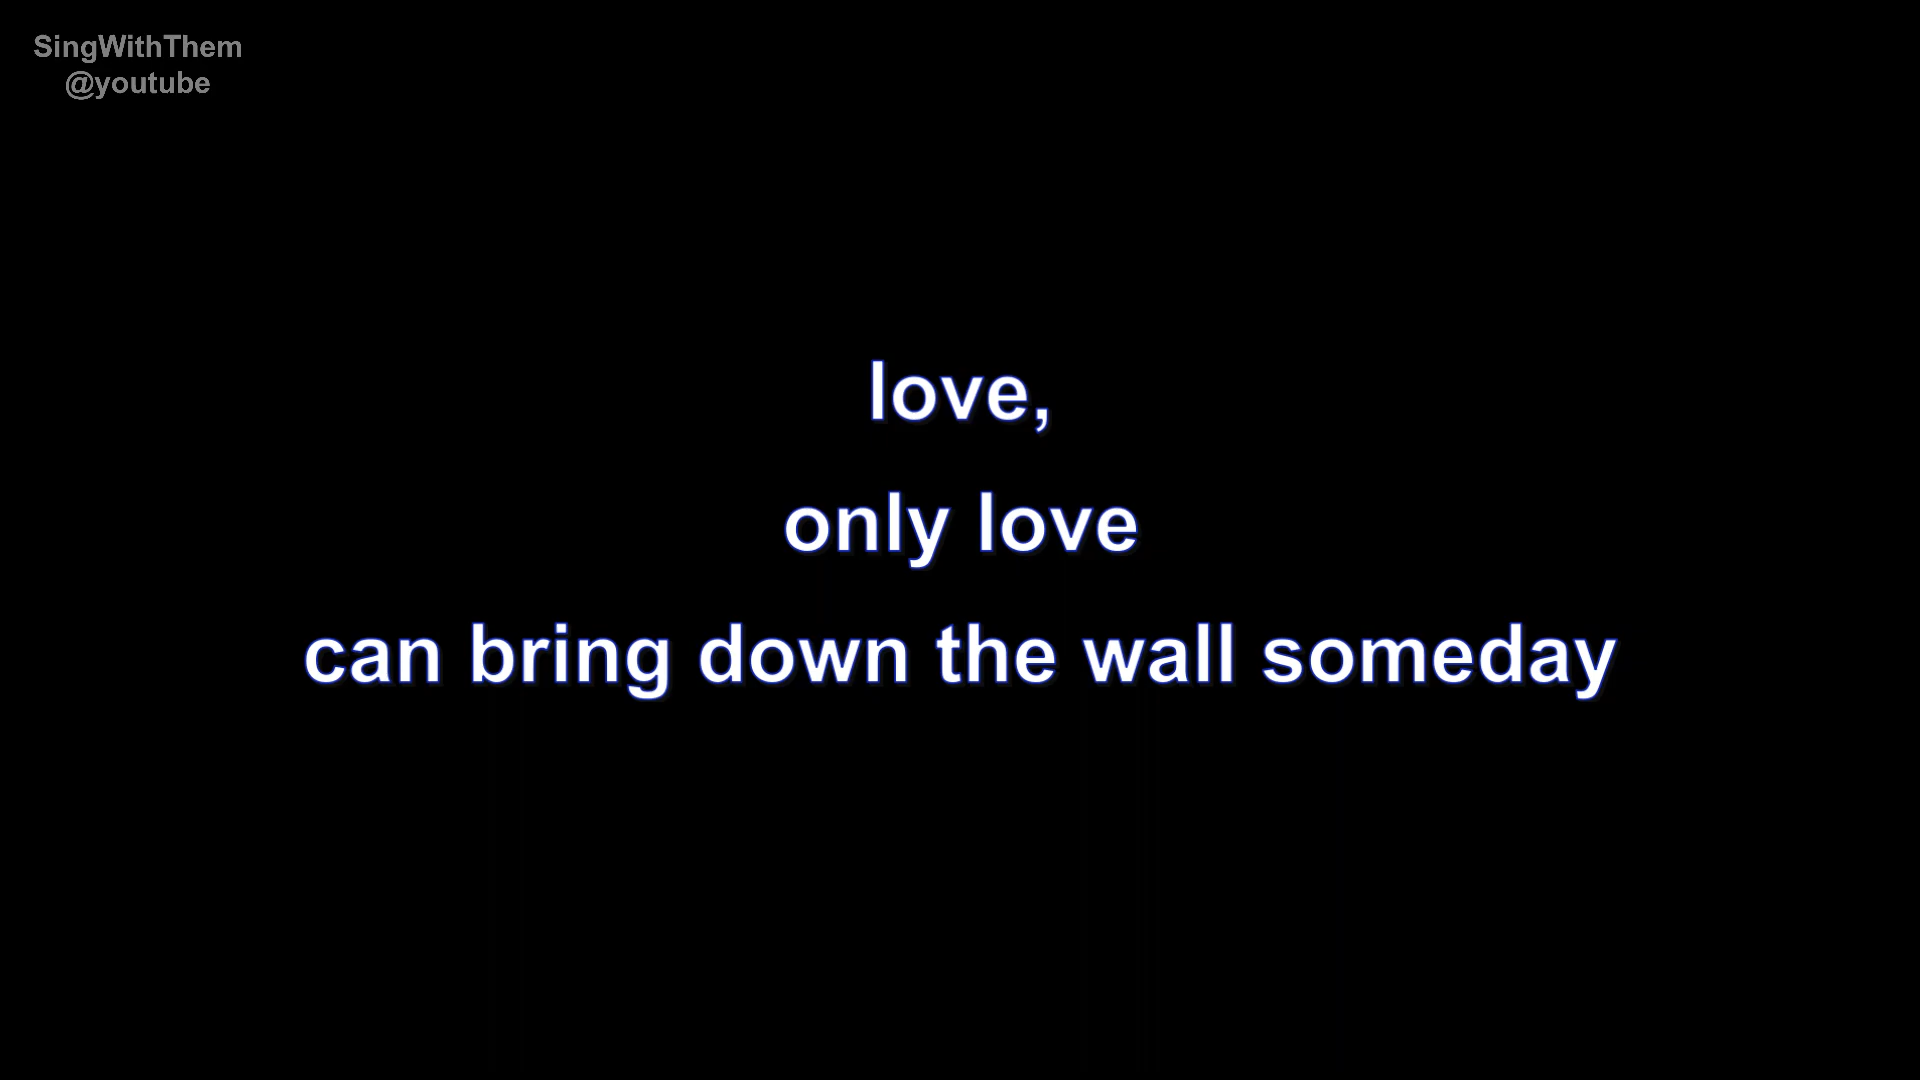 SingWithThem
@youtube
love,
only love
can bring down the wall someday